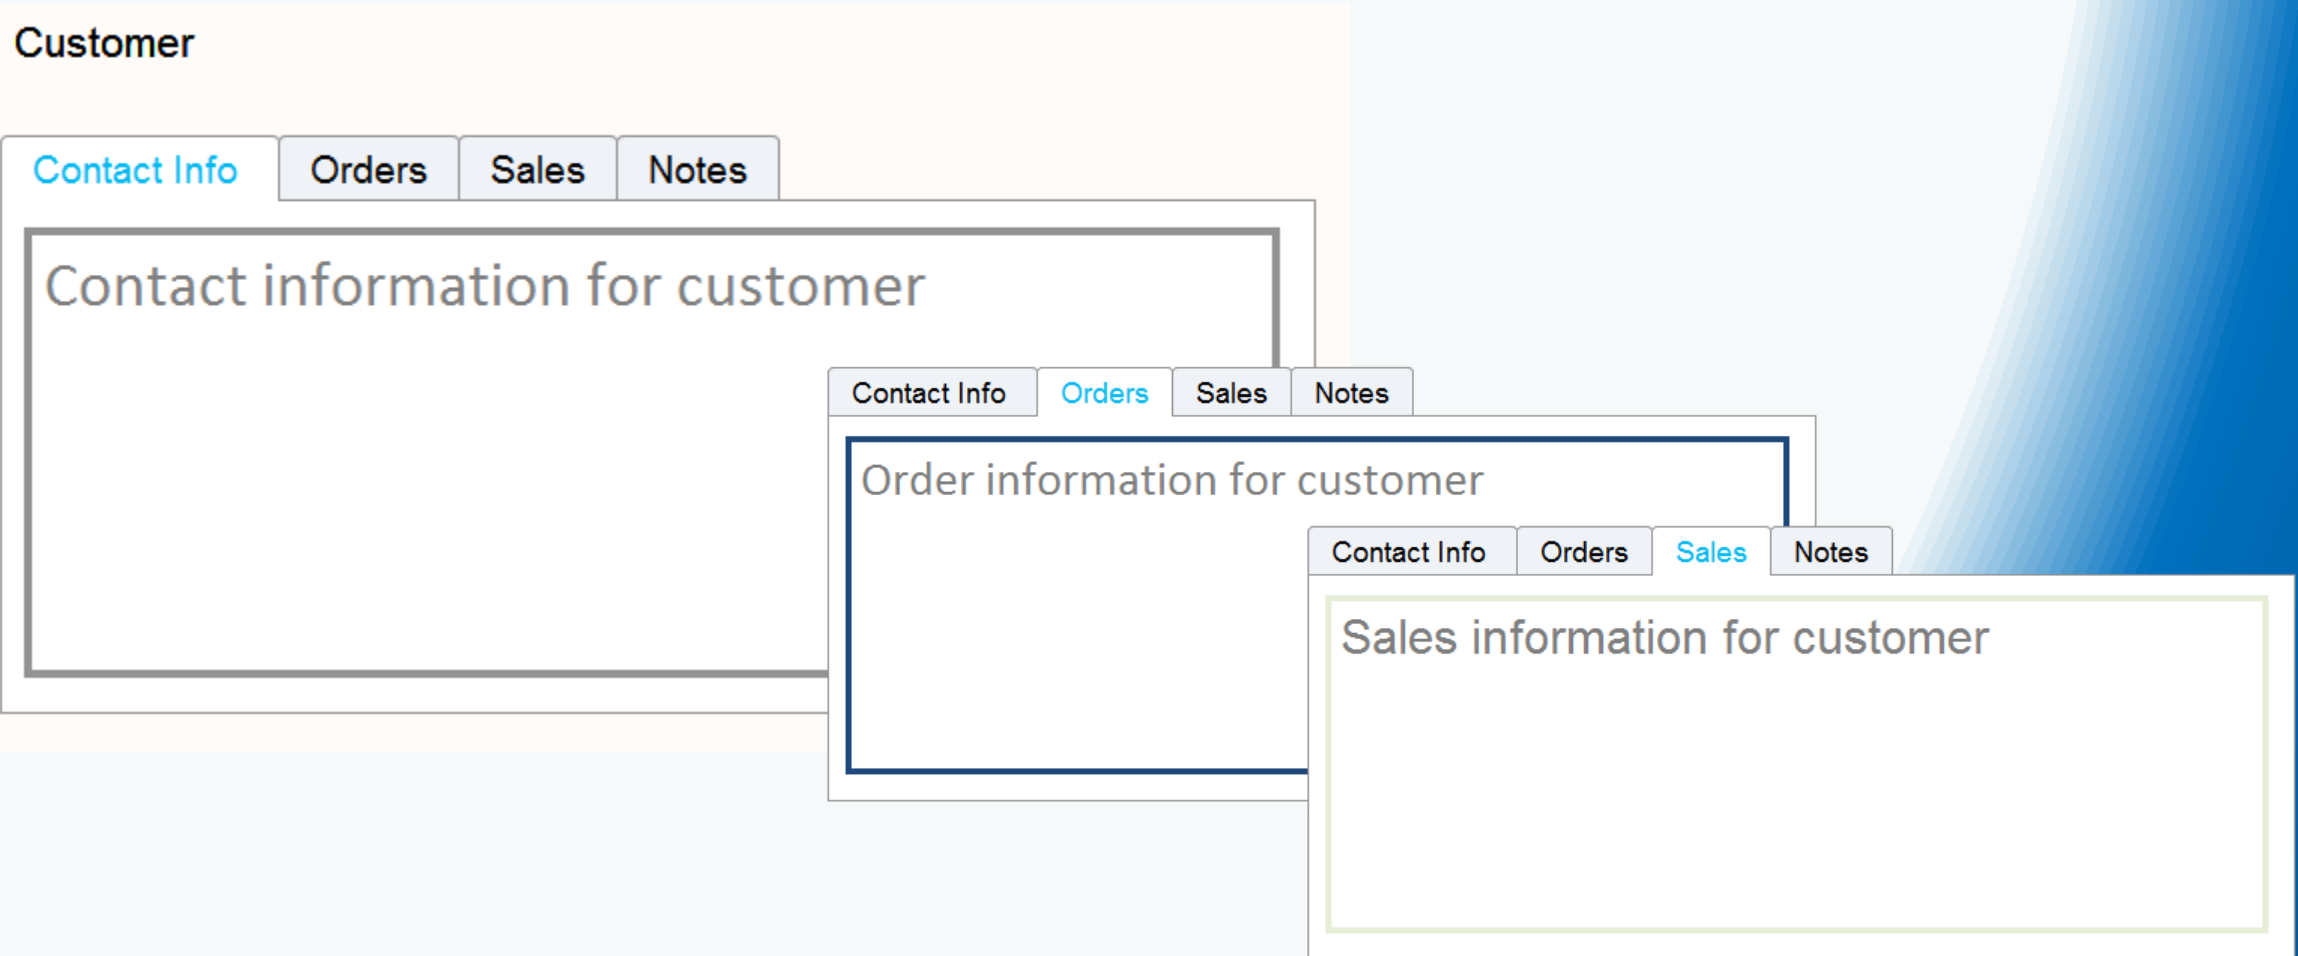 Customer
Contact Info Orders Sales Notes
Contact information for customer
Contact Info Orders Sales Notes
Order information for customer
Contact Info Orders Sales Notes
Sales information for customer